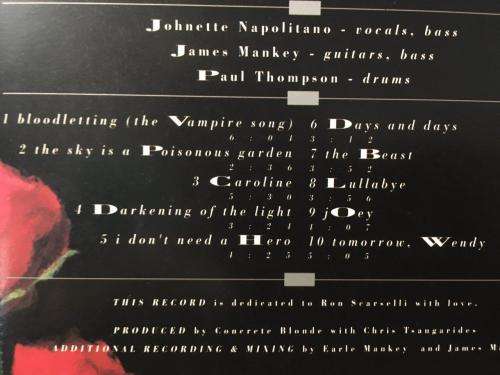 Johnette Napolitano - vocals, bass
James Mankey - guitars, bass
Paul Thompson - drums
1 bloodletting (the Vampire song) 6 Days and days
6:04 3:12
2 the sky is a Poisonous garden 7 the Beast
2:36 3:52
3 Caroline 8 Lullabye
5:30 3:56
4 Darkening of the light 9 jOey
3:24 4:07
5 i don't need a Hero 10 tomorrow, Wendy
4:25 5:05
THIS RECORD is dedicated to Ron Scarselli with love.
PRODUCED by Concrete Blonde with Chris Tsangarides
ADDITIONAL RECORDING & MIXING by Earle Mankey and James M